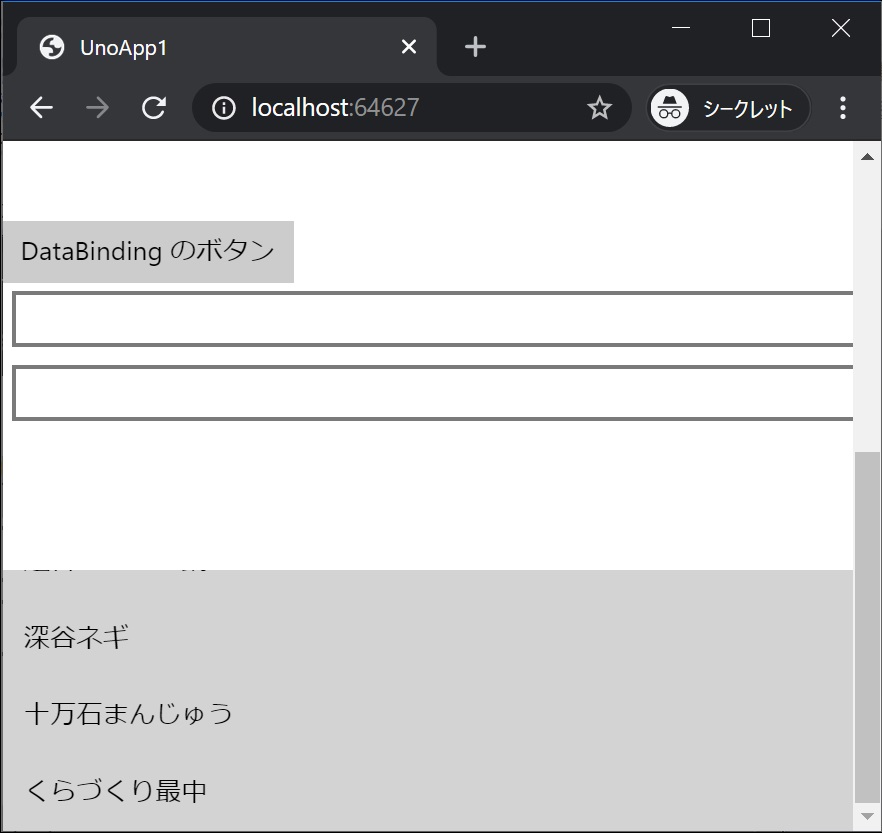 UnoApp1
localhost:64627
シークレット
DataBinding のボタン
深谷ネギ
十万石まんじゅう
くらづくり最中